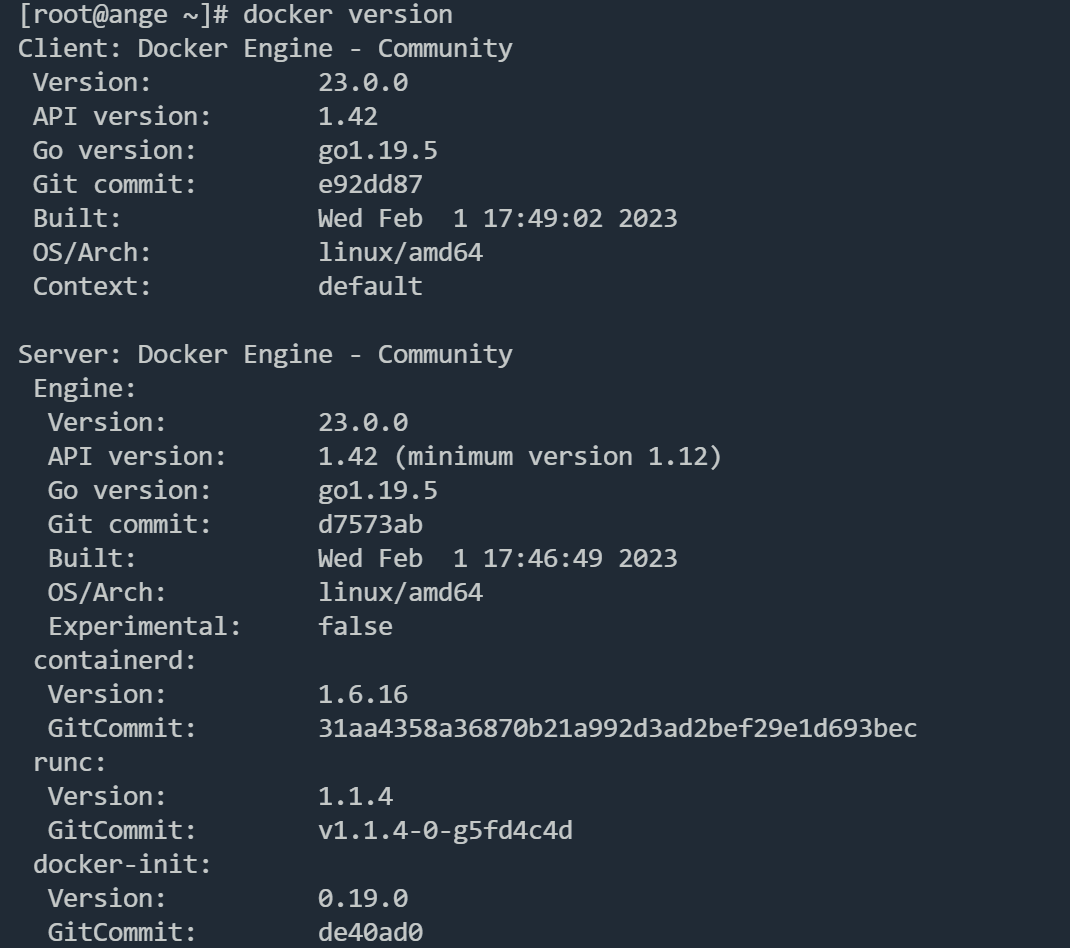 [root@ange ~]# docker version
Client: Docker Engine - Community
 Version:           23.0.0
 API version:       1.42
 Go version:        go1.19.5
 Git commit:        e92dd87
 Built:             Wed Feb  1 17:49:02 2023
 OS/Arch:           linux/amd64
 Context:           default

Server: Docker Engine - Community
 Engine:
  Version:          23.0.0
  API version:      1.42 (minimum version 1.12)
  Go version:       go1.19.5
  Git commit:       d7573ab
  Built:            Wed Feb  1 17:46:49 2023
  OS/Arch:          linux/amd64
  Experimental:     false
 containerd:
  Version:          1.6.16
  GitCommit:        31aa4358a36870b21a992d3ad2bef29e1d693bec
 runc:
  Version:          1.1.4
  GitCommit:        v1.1.4-0-g5fd4c4d
 docker-init:
  Version:          0.19.0
  GitCommit:        de40ad0